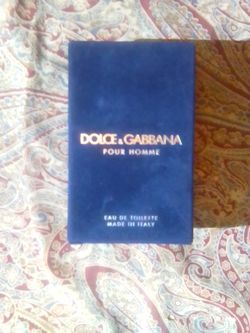 DOLCE & GABBANA
POUR HOMME
EAU DE TOILETTE
MADE IN ITALY